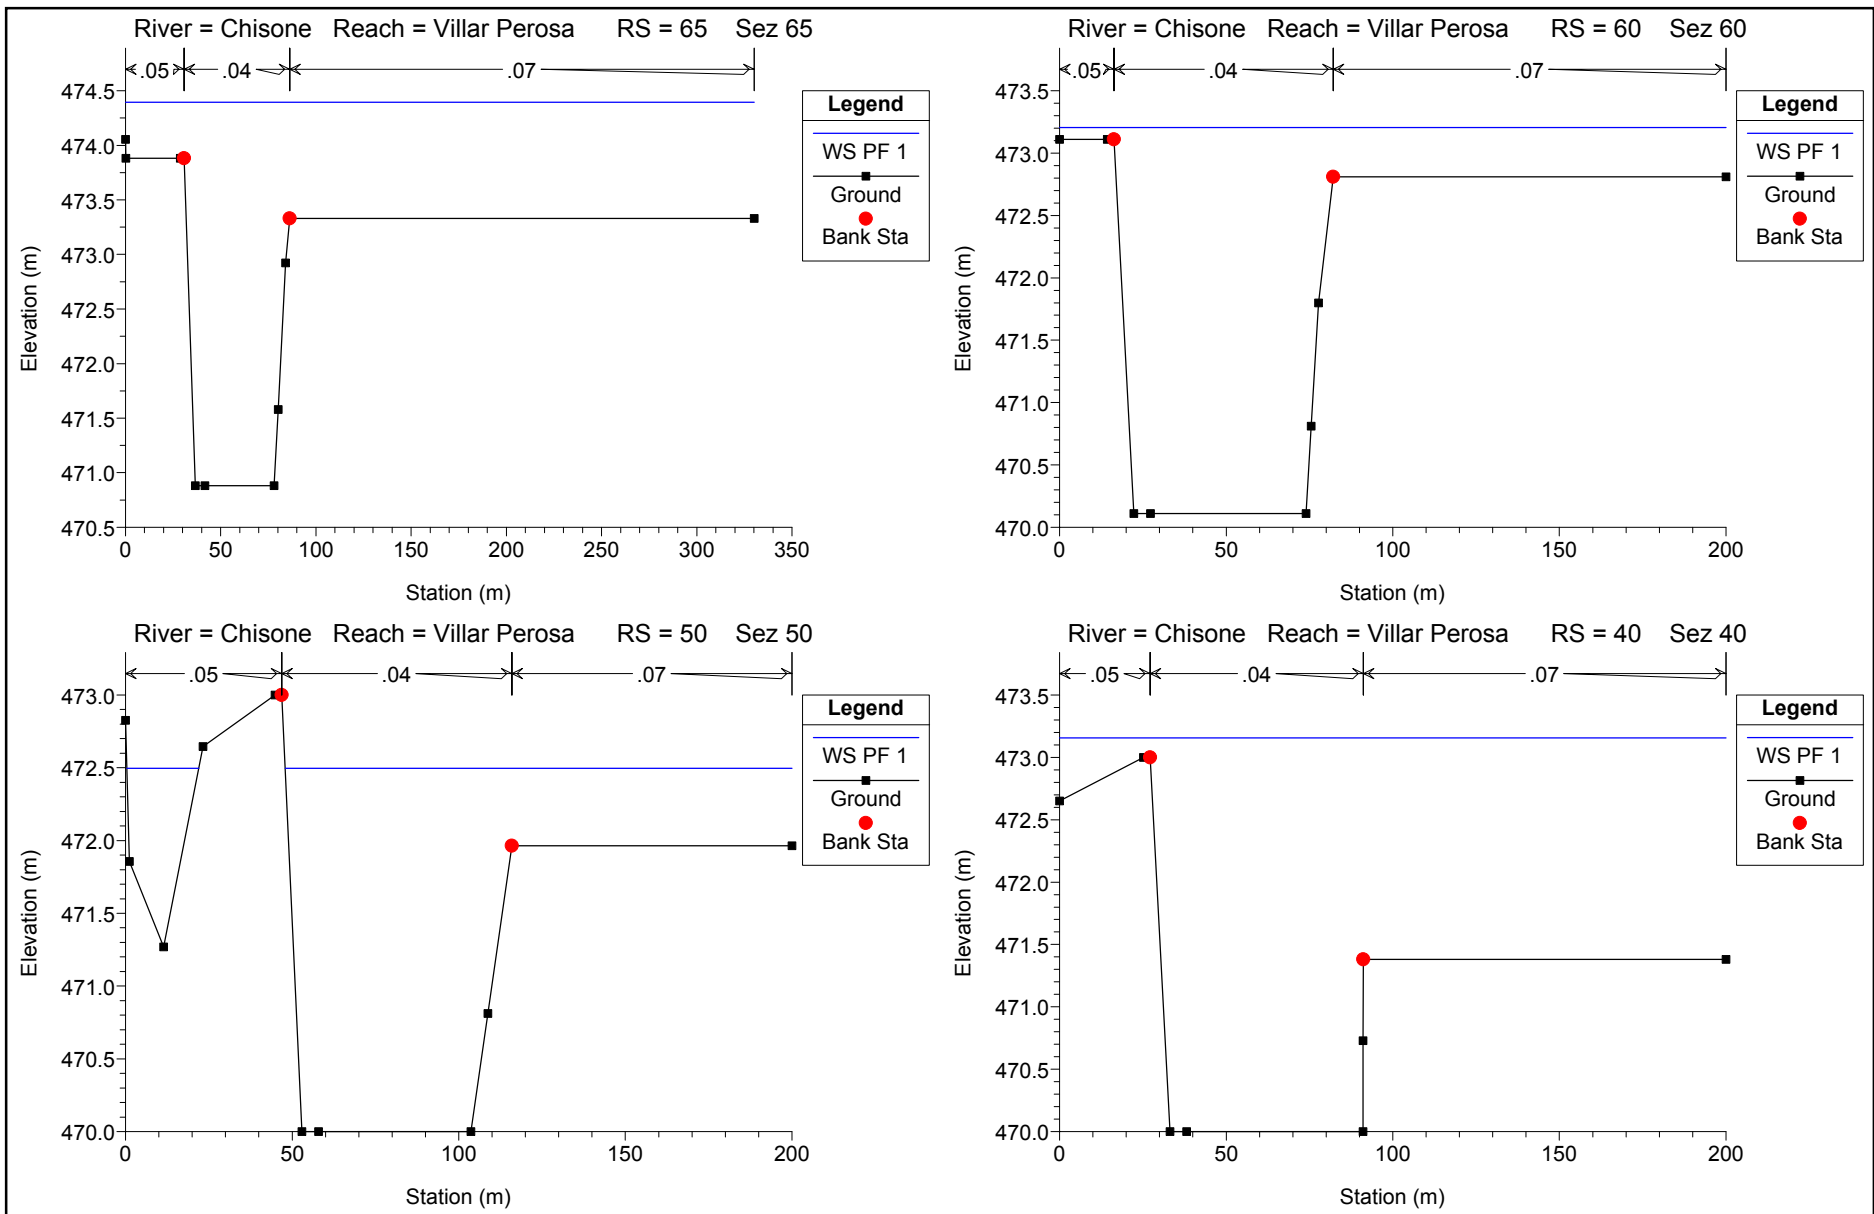 River = Chisone Reach = Villar Perosa RS = 65 Sez 65
.05 .04 .07
474.5
474.0
473.5
473.0
472.5
472.0
471.5
471.0
470.5
Elevation (m)
0 50 100 150 200 250 300 350
Station (m)
Legend
WS PF 1
Ground
Bank Sta
River = Chisone Reach = Villar Perosa RS = 60 Sez 60
.05 .04 .07
473.5
473.0
472.5
472.0
471.5
471.0
470.5
470.0
Elevation (m)
0 50 100 150 200
Station (m)
Legend
WS PF 1
Ground
Bank Sta
River = Chisone Reach = Villar Perosa RS = 50 Sez 50
.05 .04 .07
473.0
472.5
472.0
471.5
471.0
470.5
470.0
Elevation (m)
0 50 100 150 200
Station (m)
Legend
WS PF 1
Ground
Bank Sta
River = Chisone Reach = Villar Perosa RS = 40 Sez 40
.05 .04 .07
473.5
473.0
472.5
472.0
471.5
471.0
470.5
470.0
Elevation (m)
0 50 100 150 200
Station (m)
Legend
WS PF 1
Ground
Bank Sta